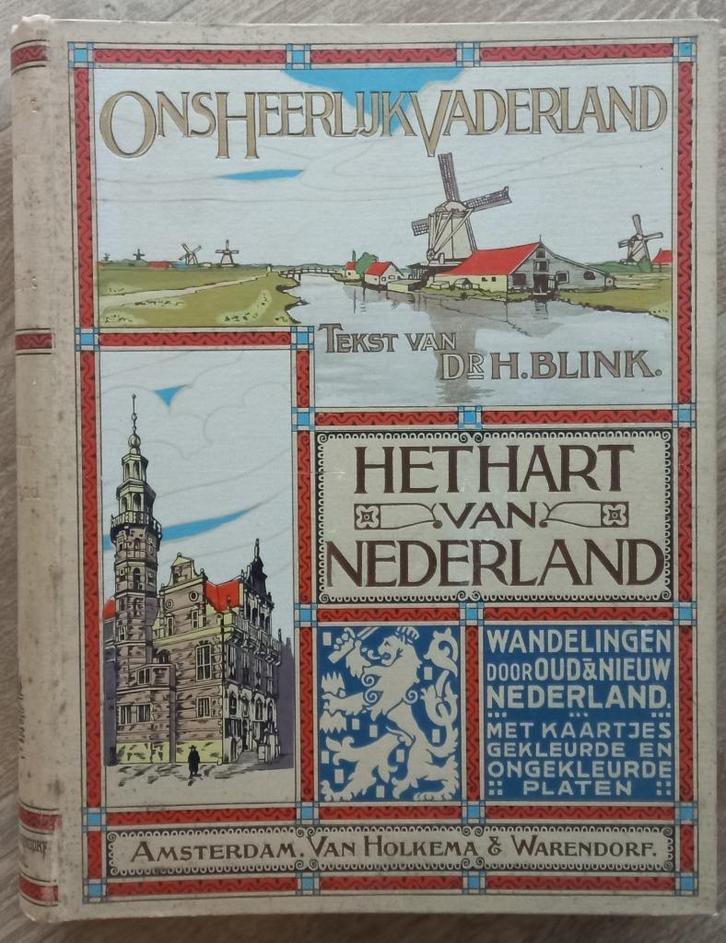 ONS HEERLIJK VADERLAND
TEKST VAN
DR H. BLINK.
HET HART
VAN
NEDERLAND
WANDELINGEN
DOOR OUD & NIEUW
NEDERLAND.
MET KAARTJES
GEKLEURDE EN
ONGEKLEURDE
PLATEN
AMSTERDAM, VAN HOLKEMA & WARENDORF.